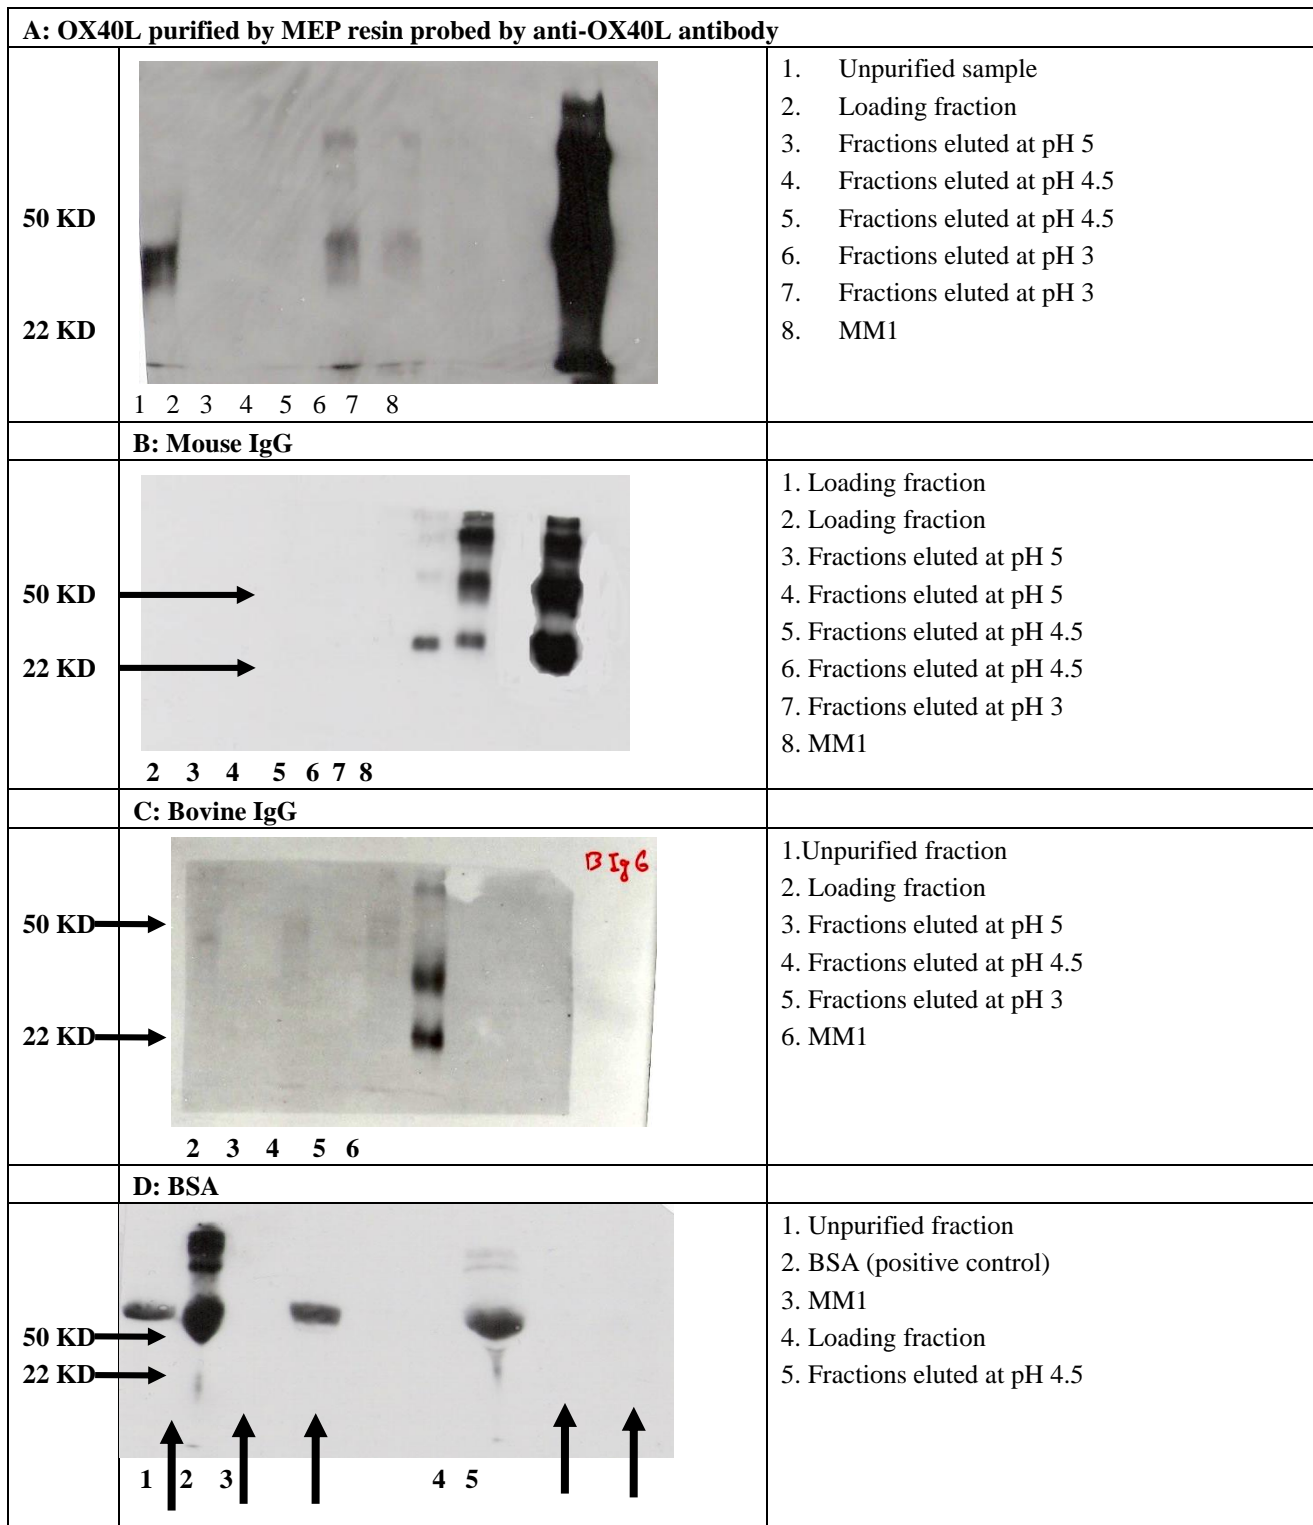 A: OX40L purified by MEP resin probed by anti-OX40L antibody
50 KD
22 KD
1 2 3 4 5 6 7 8
1. Unpurified sample
2. Loading fraction
3. Fractions eluted at pH 5
4. Fractions eluted at pH 4.5
5. Fractions eluted at pH 4.5
6. Fractions eluted at pH 3
7. Fractions eluted at pH 3
8. MM1
B: Mouse IgG
50 KD
22 KD
2 3 4 5 6 7 8
1. Loading fraction
2. Loading fraction
3. Fractions eluted at pH 5
4. Fractions eluted at pH 5
5. Fractions eluted at pH 4.5
6. Fractions eluted at pH 4.5
7. Fractions eluted at pH 3
8. MM1
C: Bovine IgG
B IgG
50 KD
22 KD
2 3 4 5 6
1.Unpurified fraction
2. Loading fraction
3. Fractions eluted at pH 5
4. Fractions eluted at pH 4.5
5. Fractions eluted at pH 3
6. MM1
D: BSA
50 KD
22 KD
1 2 3 4 5
1. Unpurified fraction
2. BSA (positive control)
3. MM1
4. Loading fraction
5. Fractions eluted at pH 4.5